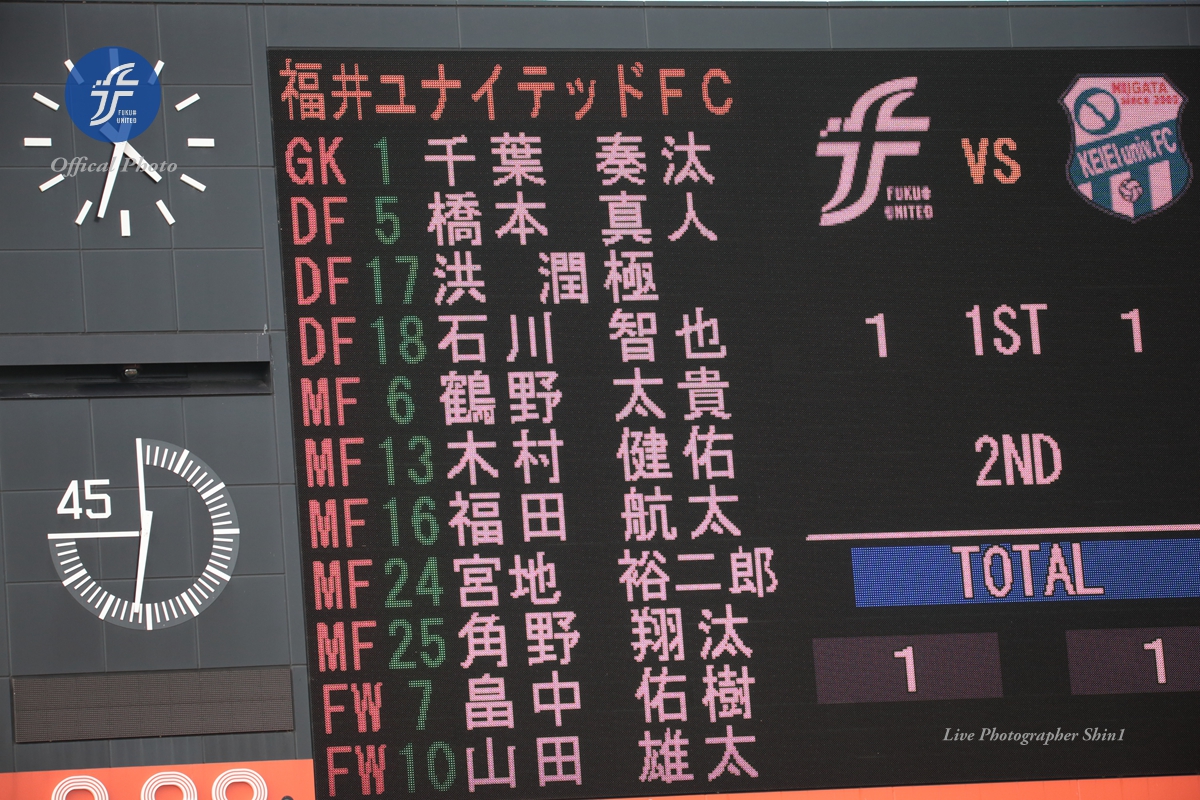 FUKUI
UNITED
Offical Photo
45
福井ユナイテッドFC
GK 1 千葉 奏汰
DF 5 橋本 真人
DF 17 洪 潤極
DF 18 石川 智也
MF 6 鶴野 太貴
MF 13 木村 健佑
MF 16 福田 航太
MF 24 宮地 裕二郎
MF 25 角野 翔汰
FW 7 畠中 佑樹
FW 10 山田 雄太
FUKUI
UNITED
VS
NIIGATA
since 2002
KEIEI univ.FC
1 1ST 1
2ND
TOTAL
1 1
Live Photographer Shin1